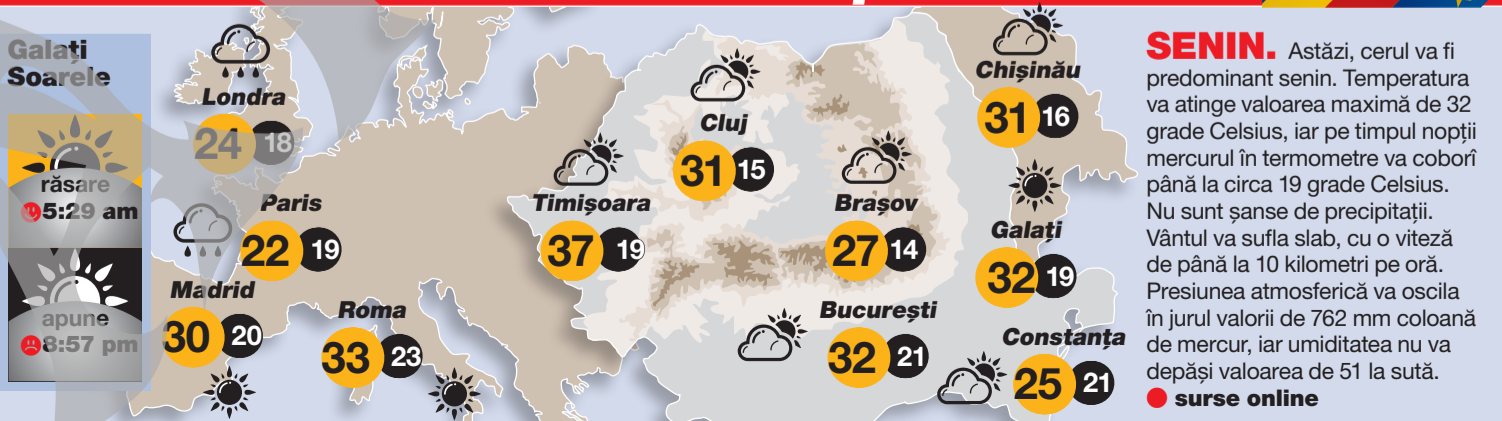 Galați
Soarele
răsare
5:29 am
apune
8:57 pm
Londra
24 18
Paris
22 19
Madrid
30 20
Roma
33 23
Timișoara
37 19
Cluj
31 15
Brașov
27 14
București
32 21
Chișinău
31 16
Galați
32 19
Constanța
25 21
SENIN. Astăzi, cerul va fi
predominant senin. Temperatura
va atinge valoarea maximă de 32
grade Celsius, iar pe timpul nopții
mercurul în termometre va coborî
până la circa 19 grade Celsius.
Nu sunt șanse de precipitații.
Vântul va sufla slab, cu o viteză
de până la 10 kilometri pe oră.
Presiunea atmosferică va oscila
în jurul valorii de 762 mm coloană
de mercur, iar umiditatea nu va
depăși valoarea de 51 la sută.
surse online